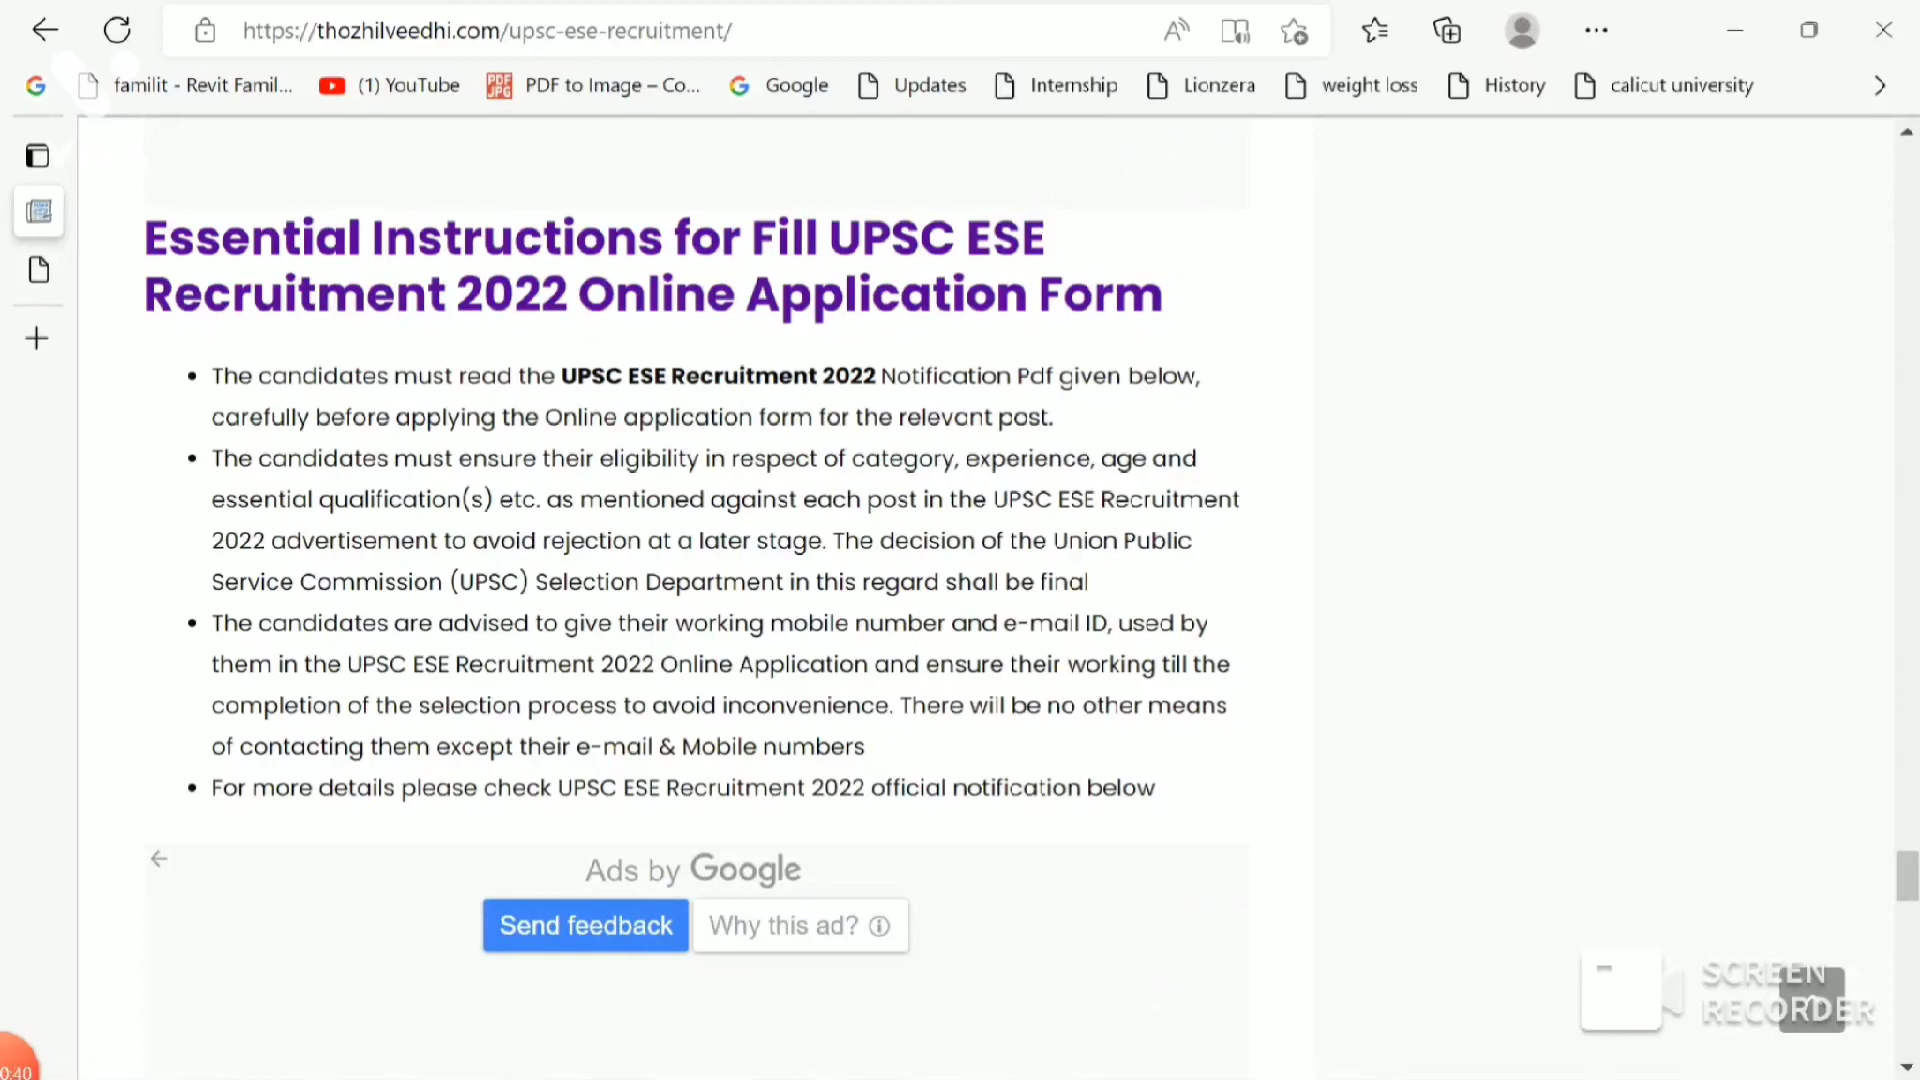 https://thozhilveedhi.com/upsc-ese-recruitment/
familit - Revit Famil...
(1) YouTube
PDF to Image – Co...
Google
Updates
Internship
Lionzera
weight loss
History
calicut university
Essential Instructions for Fill UPSC ESE
Recruitment 2022 Online Application Form
The candidates must read the UPSC ESE Recruitment 2022 Notification Pdf given below,
carefully before applying the Online application form for the relevant post.
The candidates must ensure their eligibility in respect of category, experience, age and
essential qualification(s) etc. as mentioned against each post in the UPSC ESE Recruitment
2022 advertisement to avoid rejection at a later stage. The decision of the Union Public
Service Commission (UPSC) Selection Department in this regard shall be final
The candidates are advised to give their working mobile number and e-mail ID, used by
them in the UPSC ESE Recruitment 2022 Online Application and ensure their working till the
completion of the selection process to avoid inconvenience. There will be no other means
of contacting them except their e-mail & Mobile numbers
For more details please check UPSC ESE Recruitment 2022 official notification below
Ads by Google
Send feedback
Why this ad?
SCREEN
RECORDER
0:40